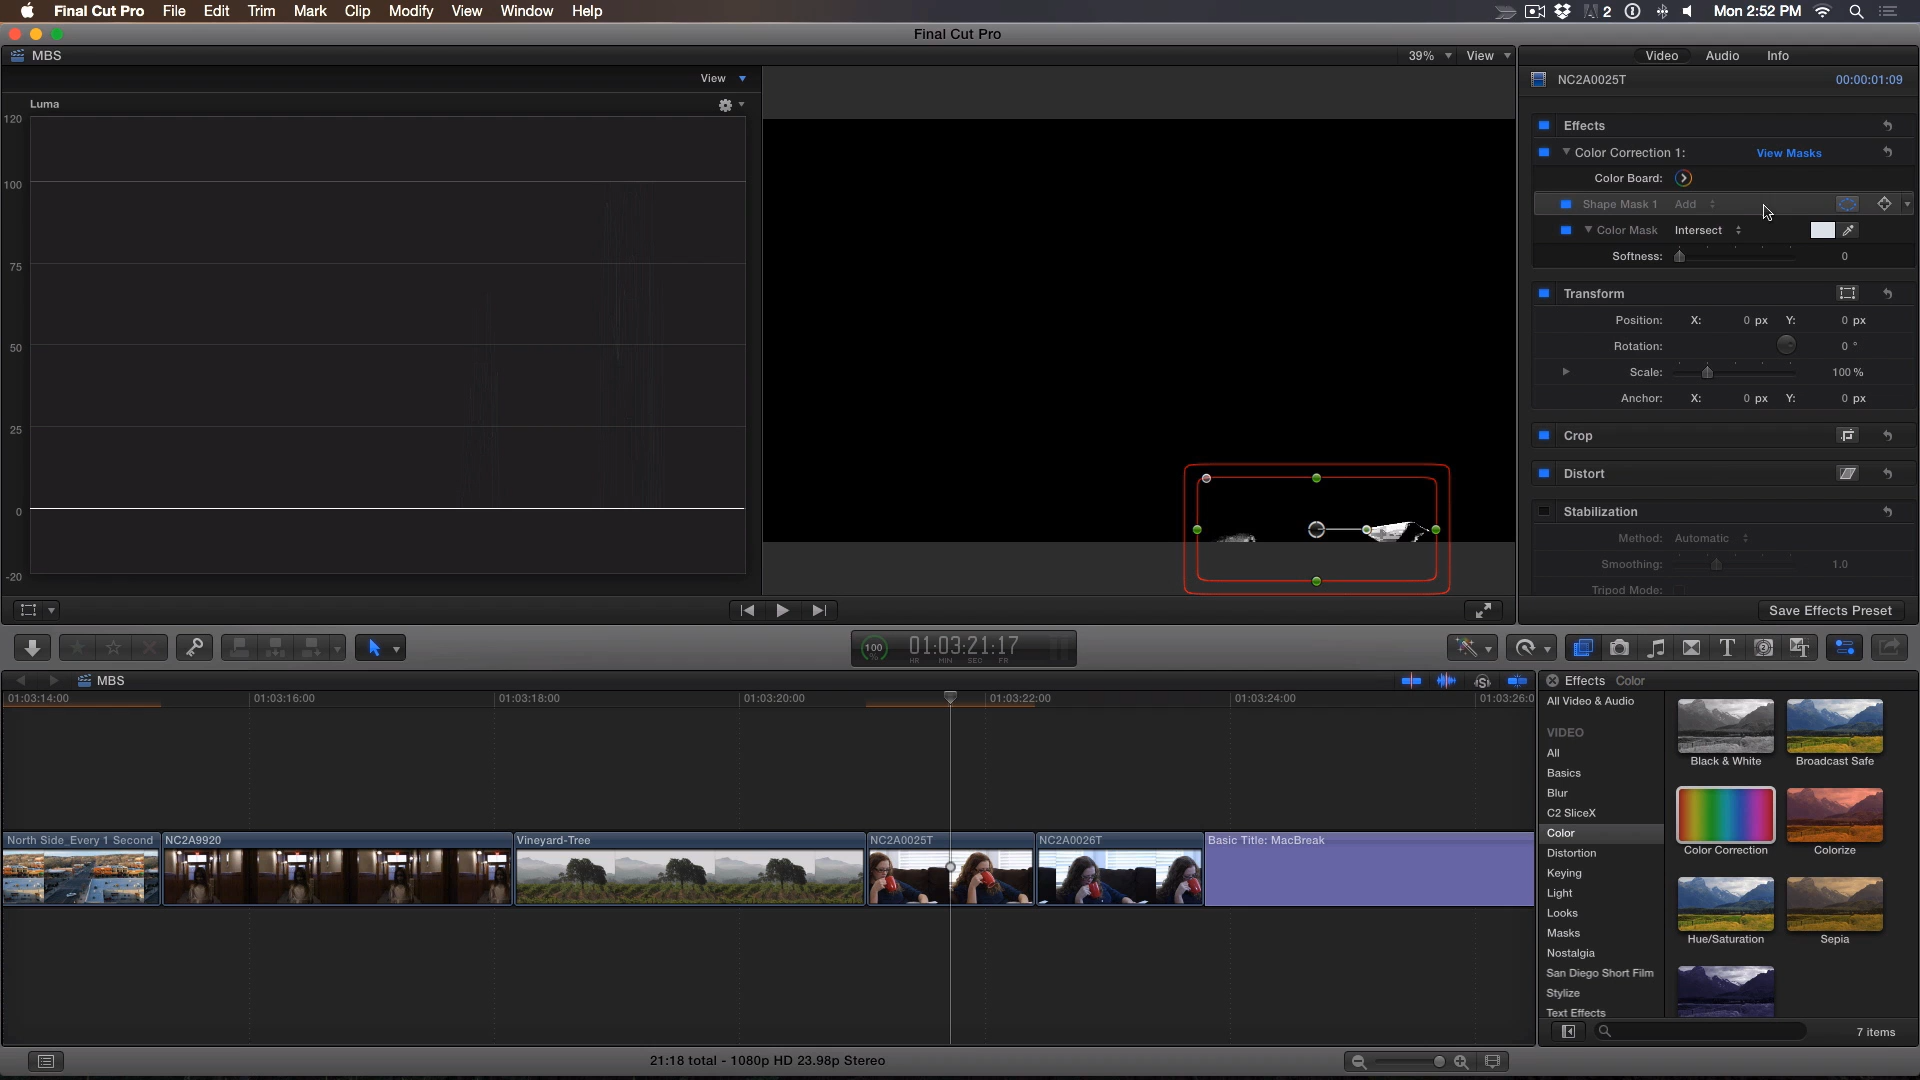 Final Cut Pro File Edit Trim Mark Clip Modify View Window Help 2 Mon 2:52 PM
Final Cut Pro
MBS 39% View Video Audio Info
View NC2A0025T 00:00:01:09
Luma
120
100
75
50
25
0
-20
Effects
Color Correction 1: View Masks
Color Board:
Shape Mask 1 Add
Color Mask Intersect
Softness: 0
Transform
Position: X: 0 px Y: 0 px
Rotation: 0 °
Scale: 100 %
Anchor: X: 0 px Y: 0 px
Crop
Distort
Stabilization
Method: Automatic
Smoothing: 1.0
Tripod Mode:
Save Effects Preset
100 % 01:03:21:17
HR MIN SEC FR
MBS
01:03:14:00 01:03:16:00 01:03:18:00 01:03:20:00 01:03:22:00 01:03:24:00 01:03:26:0
North Side_Every 1 Second NC2A9920 Vineyard-Tree NC2A0025T NC2A0026T Basic Title: MacBreak
Effects Color
All Video & Audio
VIDEO
All
Basics
Blur
C2 SliceX
Color
Distortion
Keying
Light
Looks
Masks
Nostalgia
San Diego Short Film
Stylize
Text Effects
Black & White Broadcast Safe
Color Correction Colorize
Hue/Saturation Sepia
7 items
21:18 total - 1080p HD 23.98p Stereo